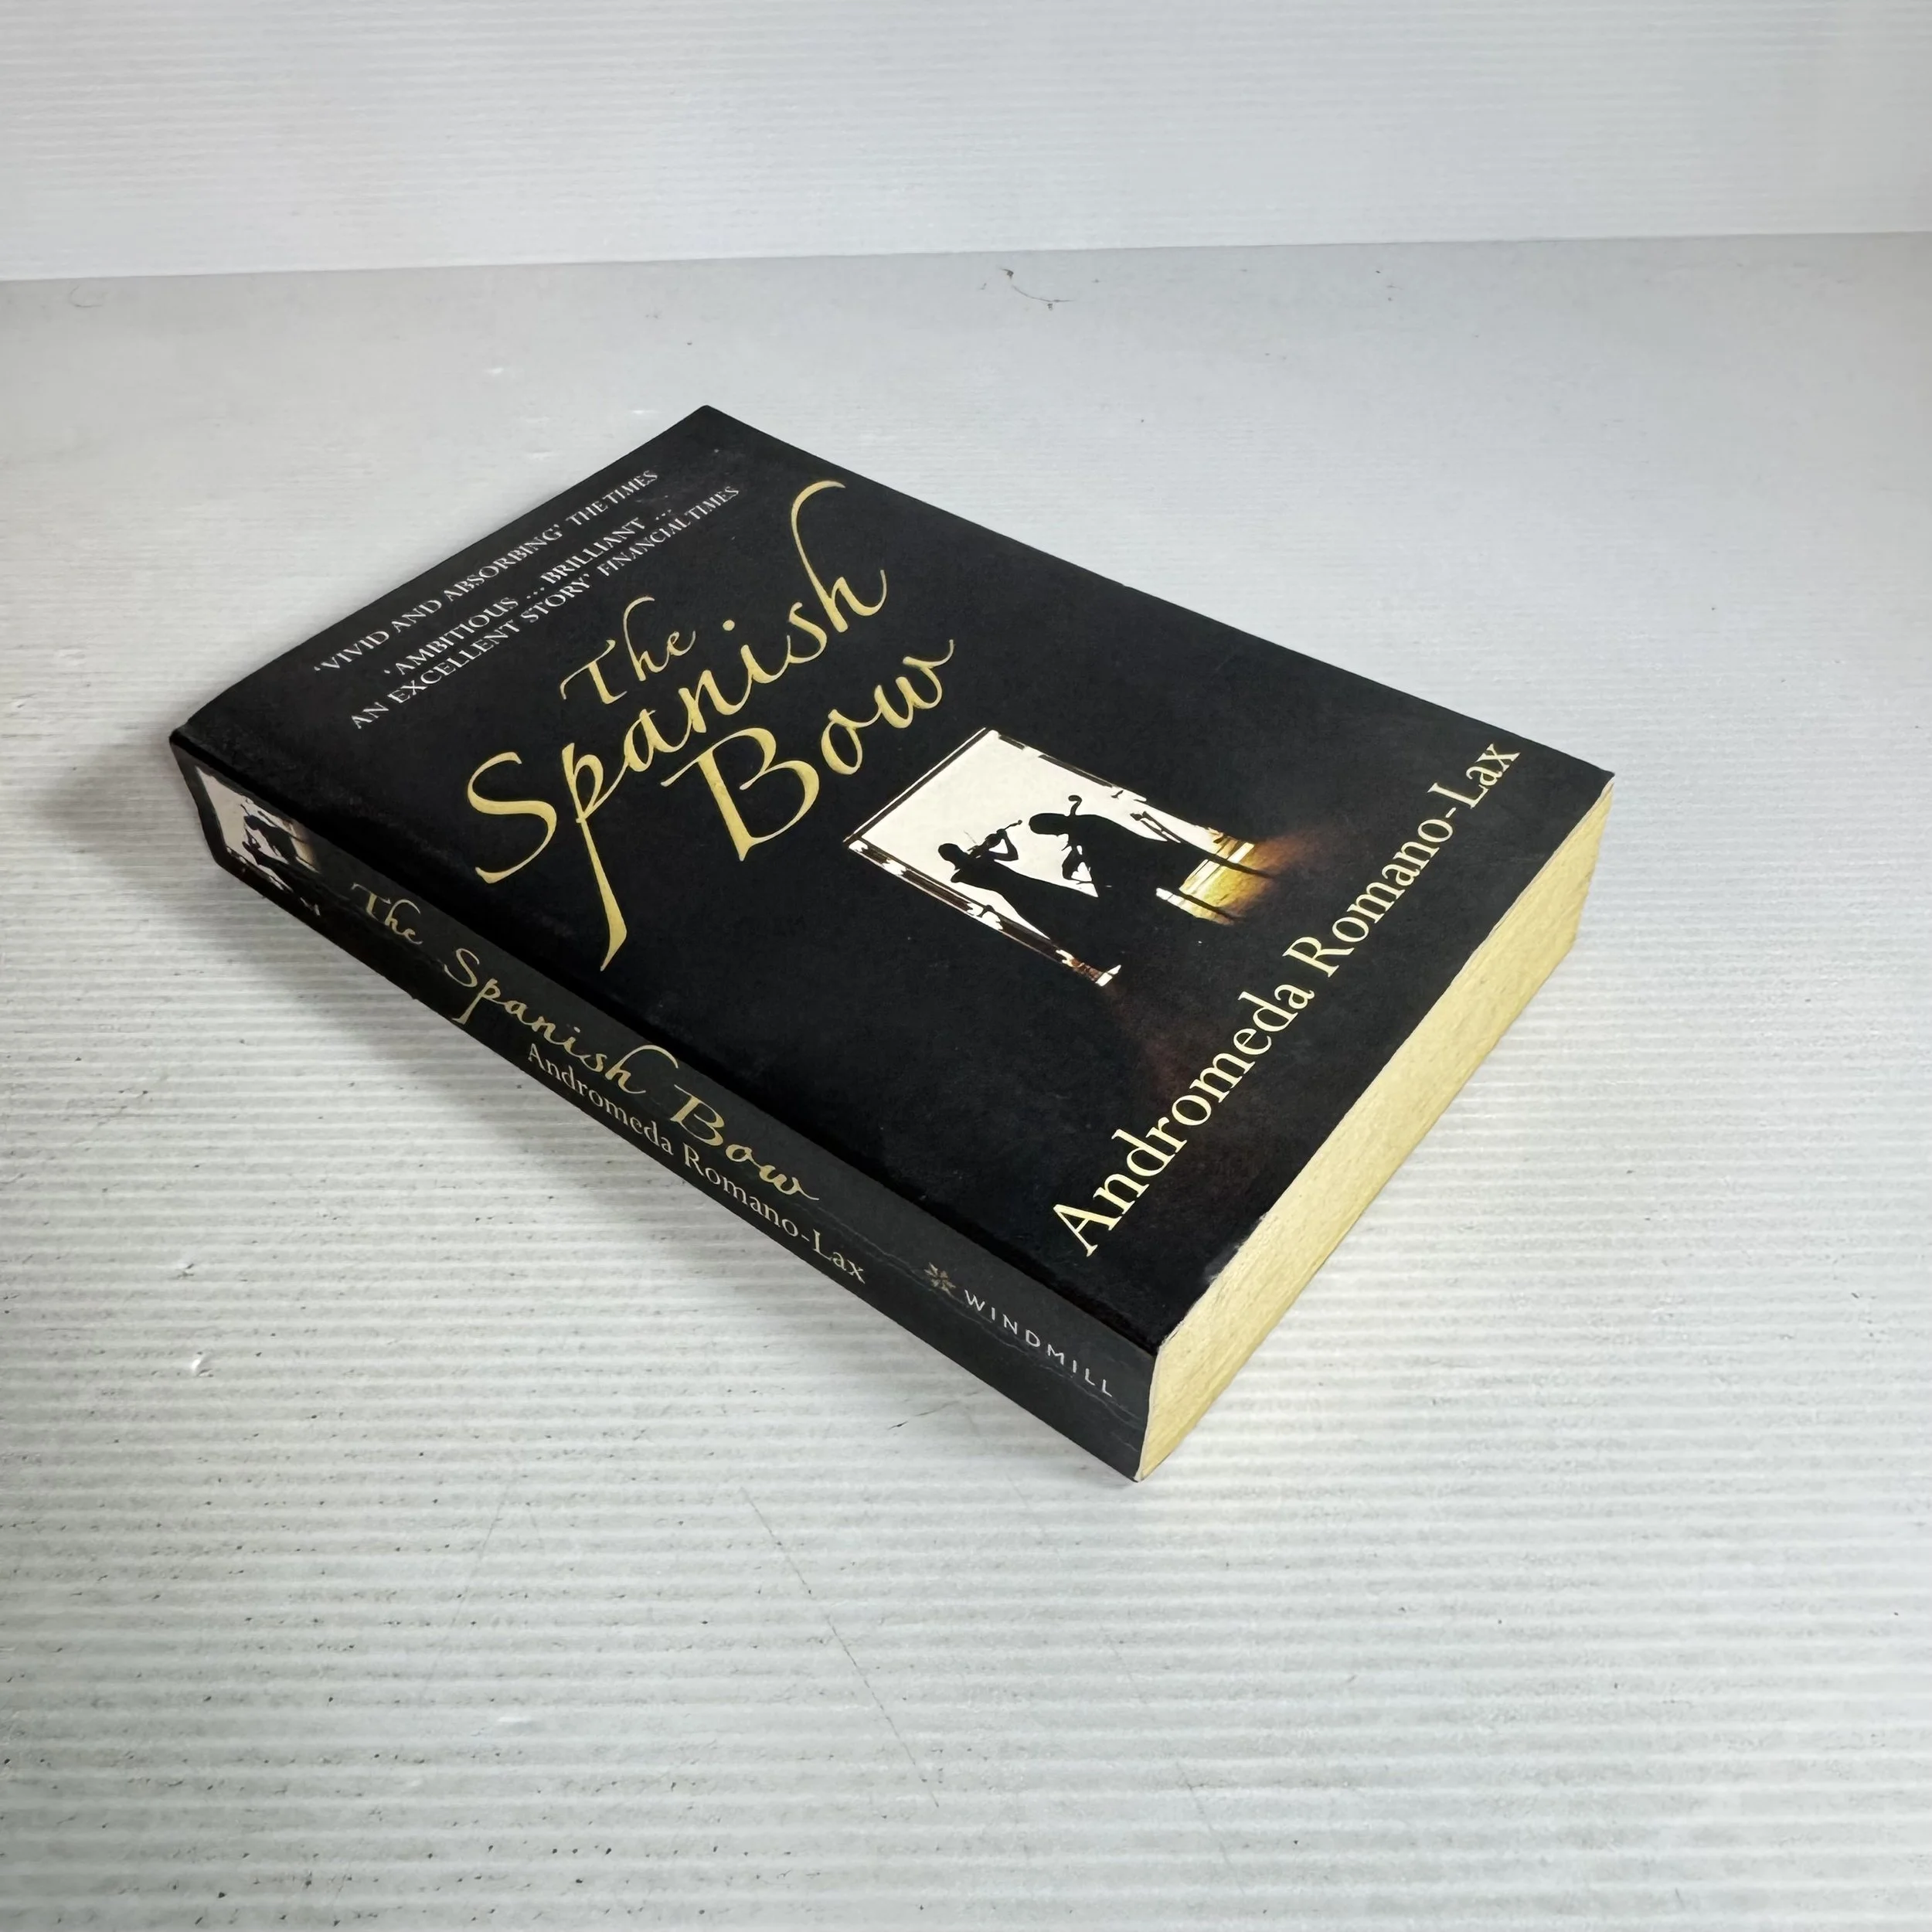 'VIVID AND ABSORBING' THE TIMES
'AMBITIOUS ... BRILLIANT ...
AN EXCELLENT STORY' FINANCIAL TIMES
The
Spanish
Bow
Andromeda Romano-Lax
The Spanish Bow
Andromeda Romano-Lax
WINDMILL